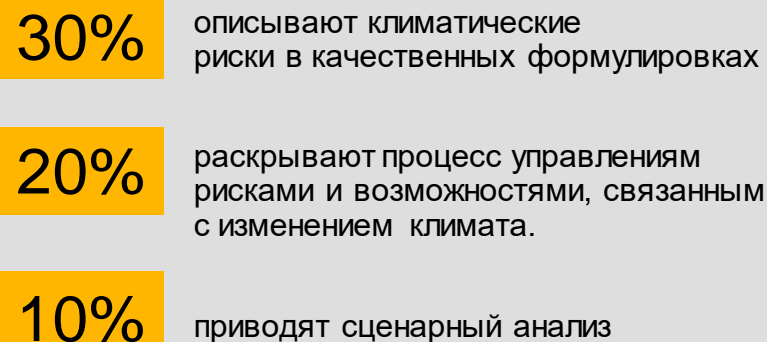 30%
описывают климатические
риски в качественных формулировках
20%
раскрывают процесс управлениям
рисками и возможностями, связанным
с изменением климата.
10%
приводят сценарный анализ